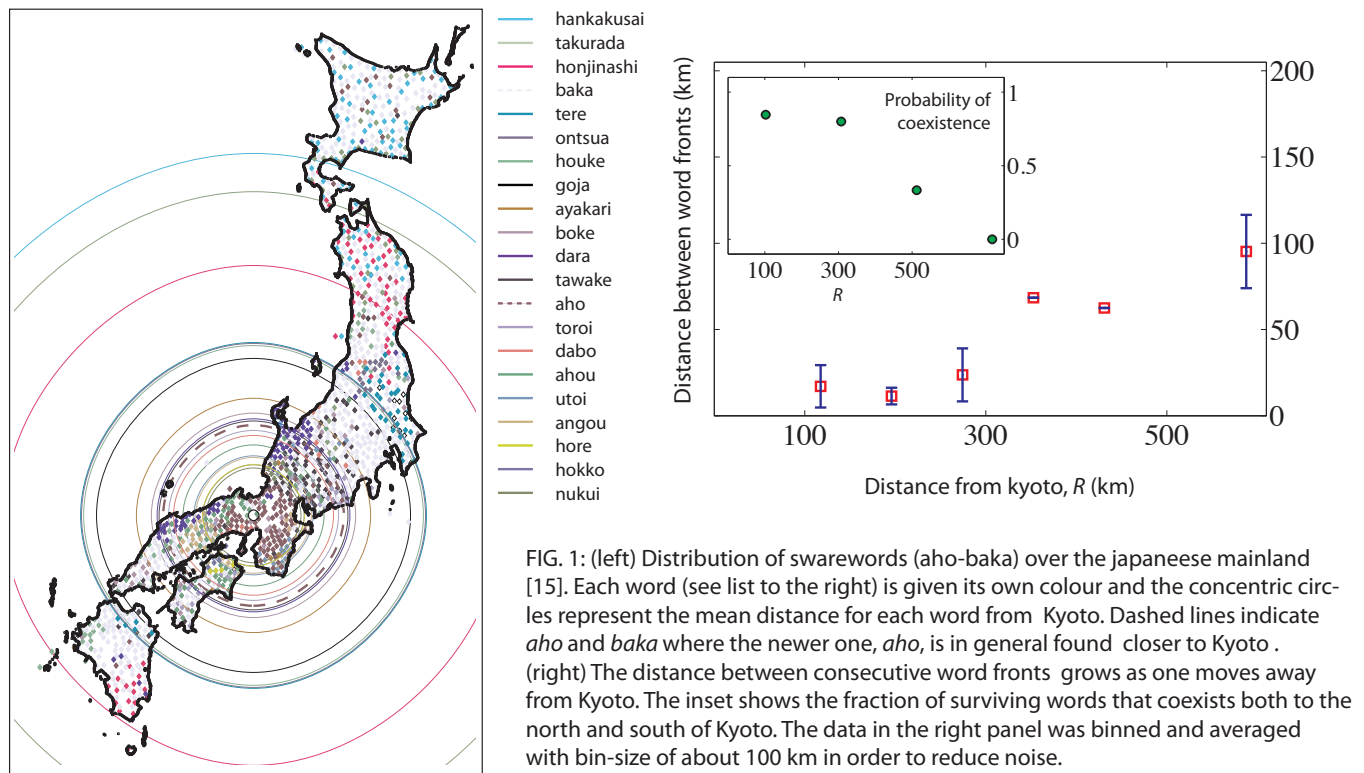 hankakusai
takurada
honjinashi
baka
tere
ontsua
houke
goja
ayakari
boke
dara
tawake
aho
toroi
dabo
ahou
utoi
angou
hore
hokko
nukui
Distance between word fronts (km)
Probability of
coexistence
1
0.5
0
100
300
500
R
200
150
100
50
0
100
300
500
Distance from kyoto, R (km)
FIG. 1: (left) Distribution of swarewords (aho-baka) over the japaneese mainland
[15]. Each word (see list to the right) is given its own colour and the concentric cir-
cles represent the mean distance for each word from Kyoto. Dashed lines indicate
aho and baka where the newer one, aho, is in general found closer to Kyoto .
(right) The distance between consecutive word fronts grows as one moves away
from Kyoto. The inset shows the fraction of surviving words that coexists both to the
north and south of Kyoto. The data in the right panel was binned and averaged
with bin-size of about 100 km in order to reduce noise.